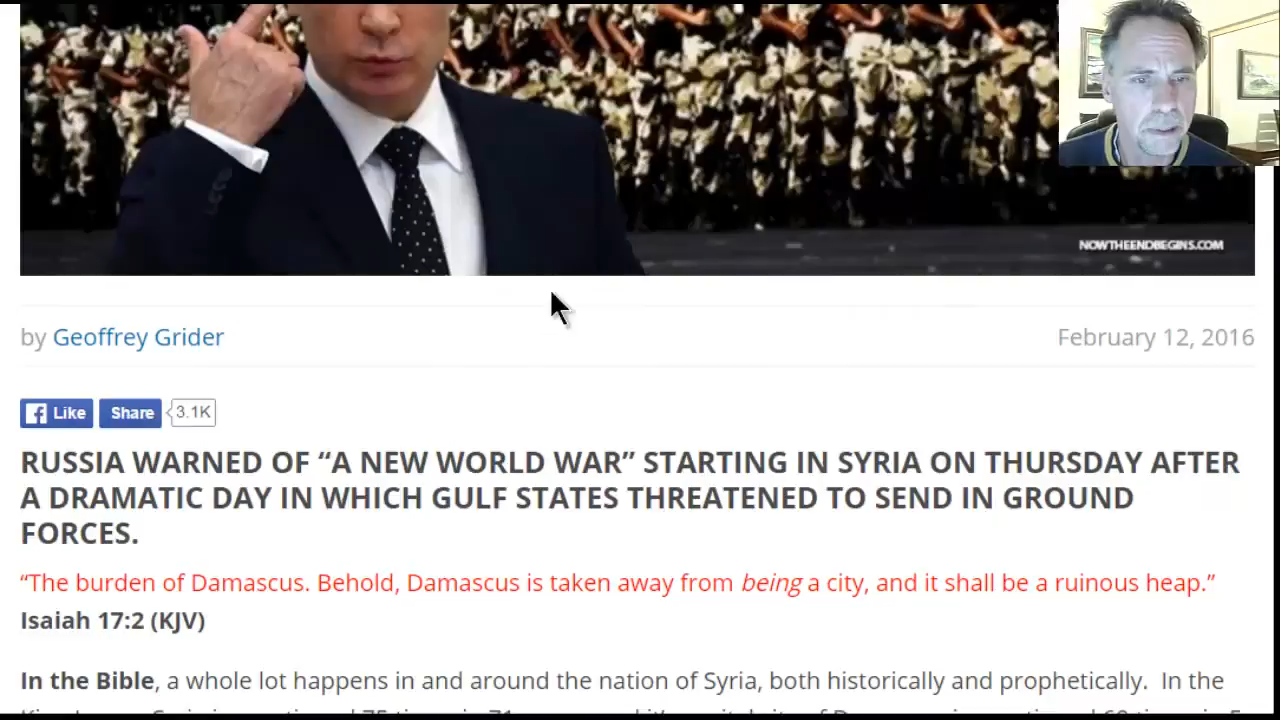 NOWTHEENDBEGINS.COM
by Geoffrey Grider
February 12, 2016
Like Share 3.1K
RUSSIA WARNED OF “A NEW WORLD WAR” STARTING IN SYRIA ON THURSDAY AFTER
A DRAMATIC DAY IN WHICH GULF STATES THREATENED TO SEND IN GROUND
FORCES.
“The burden of Damascus. Behold, Damascus is taken away from being a city, and it shall be a ruinous heap.”
Isaiah 17:2 (KJV)
In the Bible, a whole lot happens in and around the nation of Syria, both historically and prophetically. In the